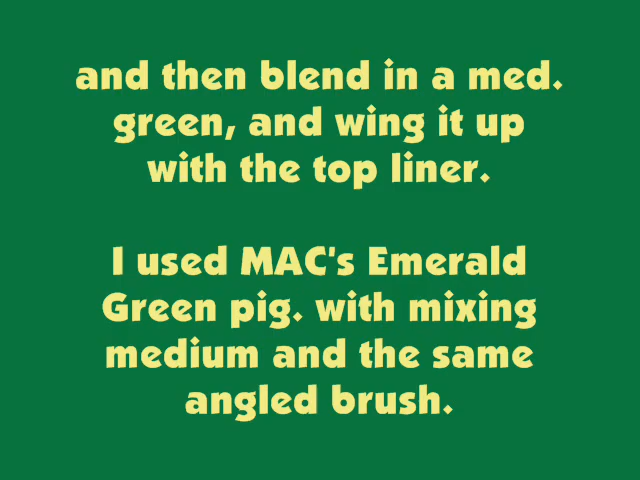 and then blend in a med.
green, and wing it up
with the top liner.
I used MAC's Emerald
Green pig. with mixing
medium and the same
angled brush.